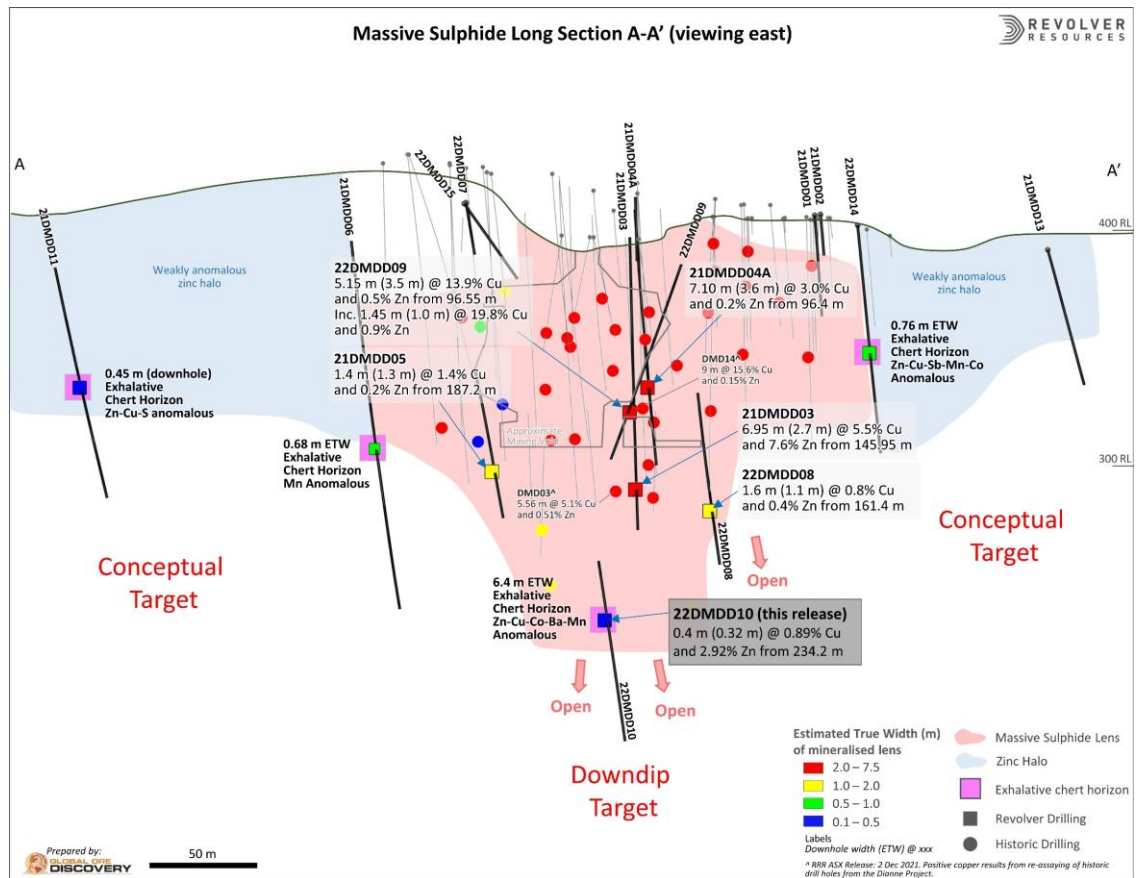 Massive Sulphide Long Section A-A' (viewing east)
REVOLVER
RESOURCES
A
A'
21DMDD11
21DMDD06
22DMDD15
22DMDD07
21DMDD04A
21DMDD03
22DMDD09
21DMDD01
21DMDD02
22DMDD14
21DMDD13
400 RL
Weakly anomalous
zinc halo
22DMDD09
5.15 m (3.5 m) @ 13.9% Cu
and 0.5% Zn from 96.55 m
Inc. 1.45 m (1.0 m) @ 19.8% Cu
and 0.9% Zn
21DMDD04A
7.10 m (3.6 m) @ 3.0% Cu
and 0.2% Zn from 96.4 m
Weakly anomalous
zinc halo
0.76 m ETW
Exhalative
Chert Horizon
Zn-Cu-Sb-Mn-Co
Anomalous
21DMDD05
1.4 m (1.3 m) @ 1.4% Cu
and 0.2% Zn from 187.2 m
DMD14^
9 m @ 15.6% Cu
and 0.15% Zn
0.45 m (downhole)
Exhalative
Chert Horizon
Zn-Cu-S anomalous
21DMDD03
6.95 m (2.7 m) @ 5.5% Cu
and 7.6% Zn from 145.95 m
Approximate
0.68 m ETW
Exhalative
Chert Horizon
Mn Anomalous
300 RL
22DMDD08
1.6 m (1.1 m) @ 0.8% Cu
and 0.4% Zn from 161.4 m
DMD03^
5.56 m @ 5.1% Cu
and 0.51% Zn
22DMDD08
Conceptual
Target
Conceptual
Target
Open
6.4 m ETW
Exhalative
Chert Horizon
Zn-Cu-Co-Ba-Mn
Anomalous
22DMDD10 (this release)
0.4 m (0.32 m) @ 0.89% Cu
and 2.92% Zn from 234.2 m
22DMDD10
Open
Open
Downdip
Target
Estimated True Width (m)
of mineralised lens
2.0 – 7.5
1.0 – 2.0
0.5 – 1.0
0.1 – 0.5
Labels
Downhole width (ETW) @ xxx
Massive Sulphide Lens
Zinc Halo
Exhalative chert horizon
Revolver Drilling
Historic Drilling
^ RRR ASX Release: 2 Dec 2021. Positive copper results from re-assaying of historic
drill holes from the Dianne Project.
Prepared by:
GLOBAL ORE
DISCOVERY
50 m